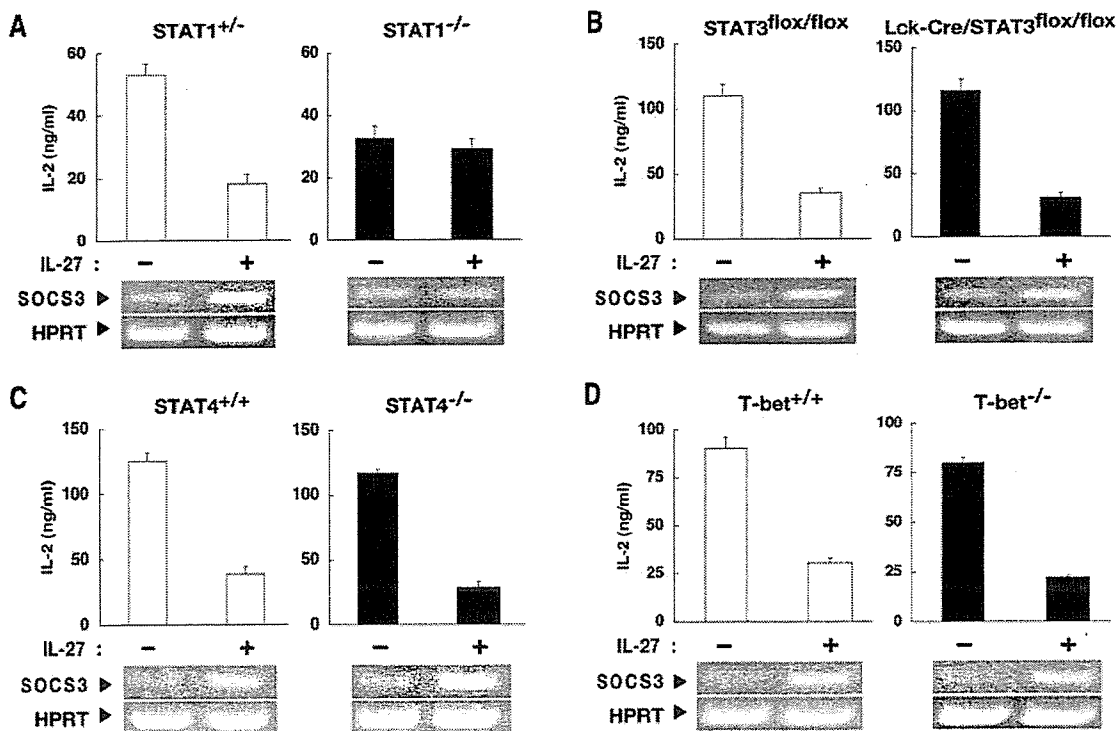 A
STAT1+/-
STAT1-/-
IL-2 (ng/ml)
60
40
20
0
60
40
20
0
IL-27 : − + − +
SOCS3 ▶
HPRT ▶
B
STAT3flox/flox
Lck-Cre/STAT3flox/flox
IL-2 (ng/ml)
150
100
50
0
150
100
50
0
IL-27 : − + − +
SOCS3 ▶
HPRT ▶
C
STAT4+/+
STAT4-/-
IL-2 (ng/ml)
150
100
50
0
150
100
50
0
IL-27 : − + − +
SOCS3 ▶
HPRT ▶
D
T-bet+/+
T-bet-/-
IL-2 (ng/ml)
100
75
50
25
0
100
75
50
25
0
IL-27 : − + − +
SOCS3 ▶
HPRT ▶